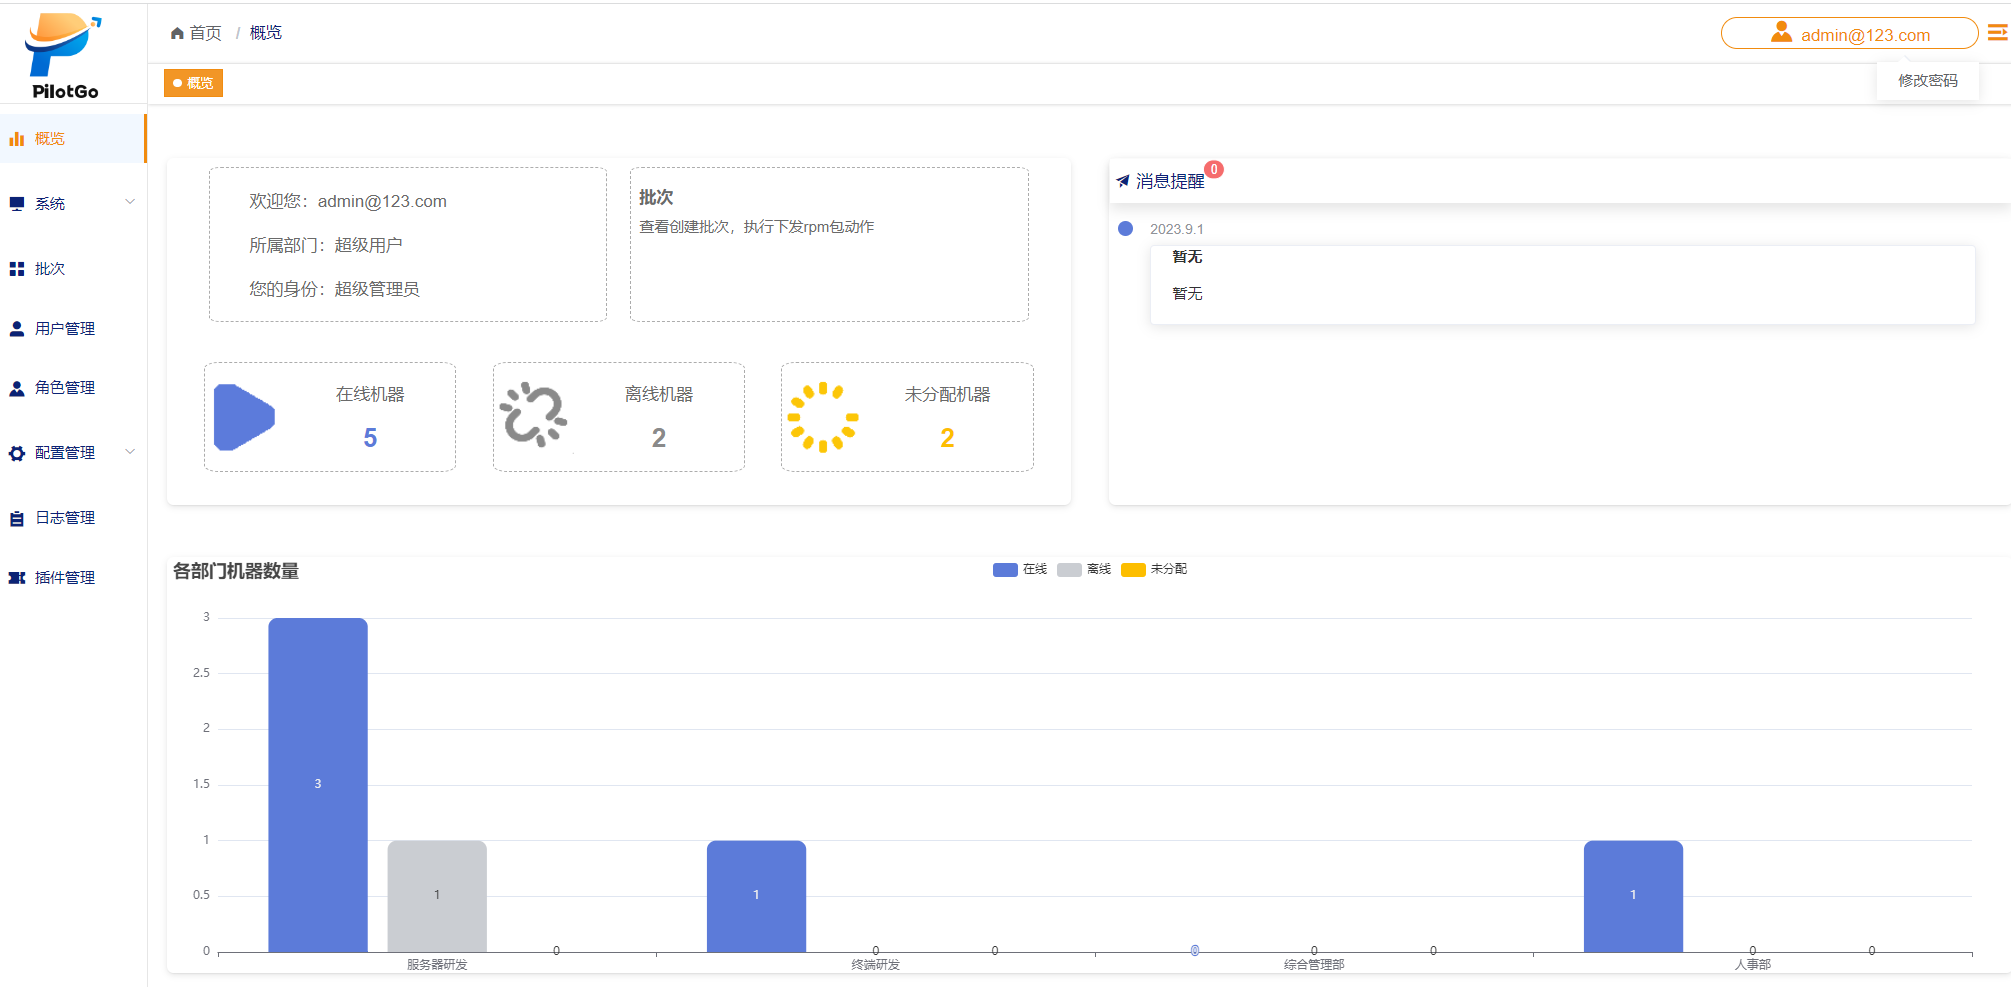 PilotGo
首页 / 概览
admin@123.com
概览
修改密码
概览
系统
批次
用户管理
角色管理
配置管理
日志管理
插件管理
欢迎您：admin@123.com
所属部门：超级用户
您的身份：超级管理员
批次
查看创建批次，执行下发rpm包动作
在线机器
5
离线机器
2
未分配机器
2
消息提醒 0
2023.9.1
暂无
暂无
各部门机器数量
在线 离线 未分配
3
2.5
2
1.5
1
0.5
0
3
1
0
1
0
0
0
0
0
1
0
0
服务器研发 终端研发 综合管理部 人事部